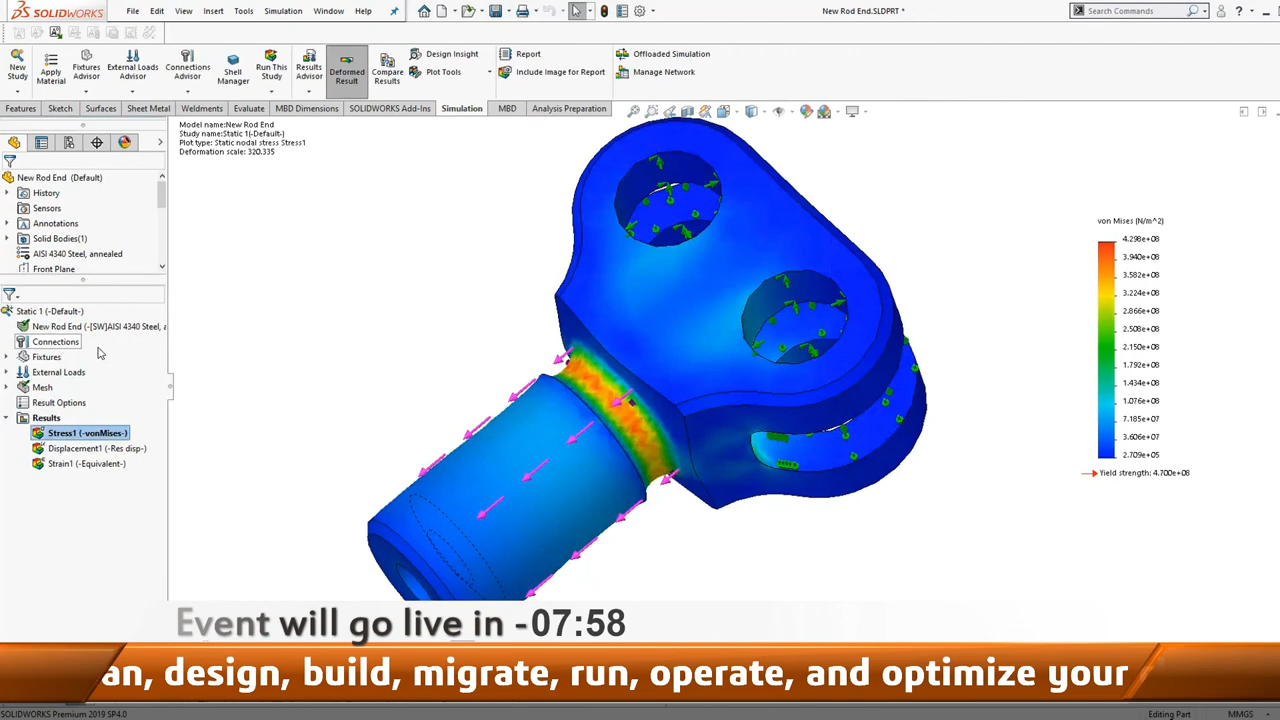 SOLIDWORKS
File Edit View Insert Tools Simulation Window Help
New Rod End.SLDPRT *
Search Commands
New Study
Apply Material
Fixtures Advisor
External Loads Advisor
Connections Advisor
Shell Manager
Run This Study
Results Advisor
Deformed Result
Compare Results
Design Insight
Plot Tools
Report
Include Image for Report
Offloaded Simulation
Manage Network
Features Sketch Surfaces Sheet Metal Weldments Evaluate MBD Dimensions SOLIDWORKS Add-Ins Simulation MBD Analysis Preparation
Model name:New Rod End
Study name:Static 1(-Default-)
Plot type: Static nodal stress Stress1
Deformation scale: 320.335
New Rod End (Default)
History
Sensors
Annotations
Solid Bodies(1)
AISI 4340 Steel, annealed
Front Plane
Static 1 (-Default-)
New Rod End (-[SW]AISI 4340 Steel, a
Connections
Fixtures
External Loads
Mesh
Result Options
Results
Stress1 (-vonMises-)
Displacement1 (-Res disp-)
Strain1 (-Equivalent-)
von Mises (N/m^2)
4.298e+08
3.940e+08
3.582e+08
3.224e+08
2.866e+08
2.508e+08
2.150e+08
1.792e+08
1.434e+08
1.076e+08
7.185e+07
3.606e+07
2.709e+05
Yield strength: 4.700e+08
Event will go live in -07:58
an, design, build, migrate, run, operate, and optimize your
SOLIDWORKS Premium 2019 SP4.0
Editing Part
MMGS